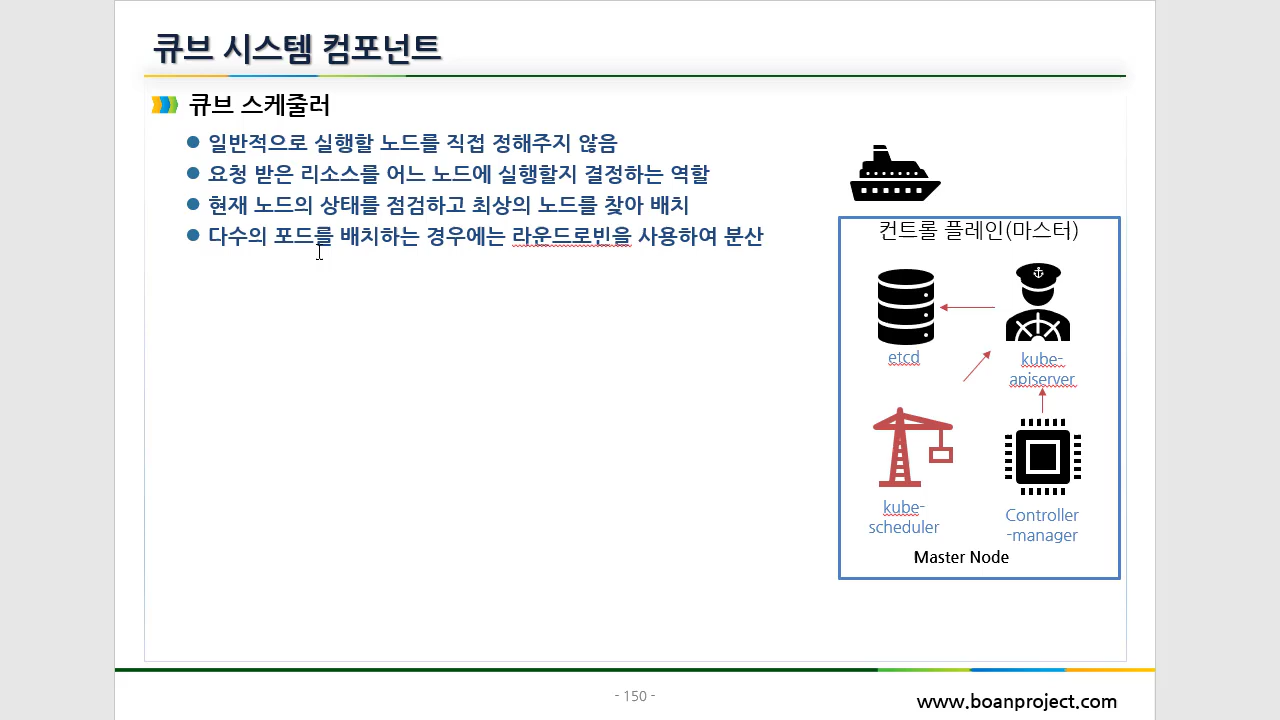 큐브 시스템 컴포넌트
큐브 스케줄러
일반적으로 실행할 노드를 직접 정해주지 않음
요청 받은 리소스를 어느 노드에 실행할지 결정하는 역할
현재 노드의 상태를 점검하고 최상의 노드를 찾아 배치
다수의 포드를 배치하는 경우에는 라운드로빈을 사용하여 분산
컨트롤 플레인(마스터)
etcd
kube-
apiserver
kube-
scheduler
Controller
-manager
Master Node
- 150 -
www.boanproject.com